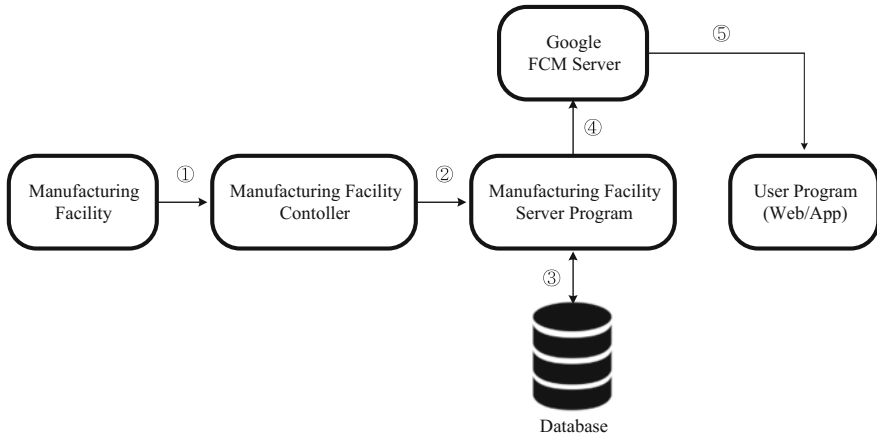 Google
FCM Server
⑤
④
Manufacturing
Facility
①
Manufacturing Facility
Contoller
②
Manufacturing Facility
Server Program
User Program
(Web/App)
③
Database